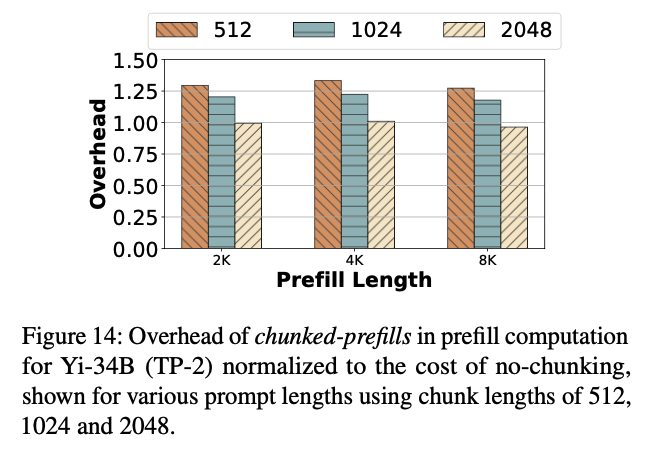 512 1024 2048
1.50
1.25
1.00
0.75
0.50
0.25
0.00
Overhead
2K 4K 8K
Prefill Length
Figure 14: Overhead of chunked-prefills in prefill computation
for Yi-34B (TP-2) normalized to the cost of no-chunking,
shown for various prompt lengths using chunk lengths of 512,
1024 and 2048.